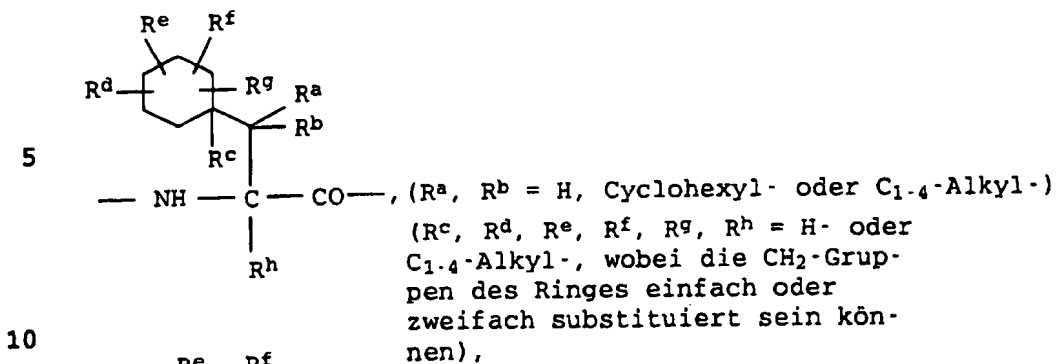 Rᵉ Rᶠ
Rᵈ Rᵍ Rᵃ
Rᵇ
5 Rᶜ
— NH — C — CO—, (Rᵃ, Rᵇ = H, Cyclohexyl- oder C₁₋₄-Alkyl-)
(Rᶜ, Rᵈ, Rᵉ, Rᶠ, Rᵍ, Rʰ = H- oder
Rʰ C₁₋₄-Alkyl-, wobei die CH₂-Grup-
pen des Ringes einfach oder
10 zweifach substituiert sein kön-
nen),